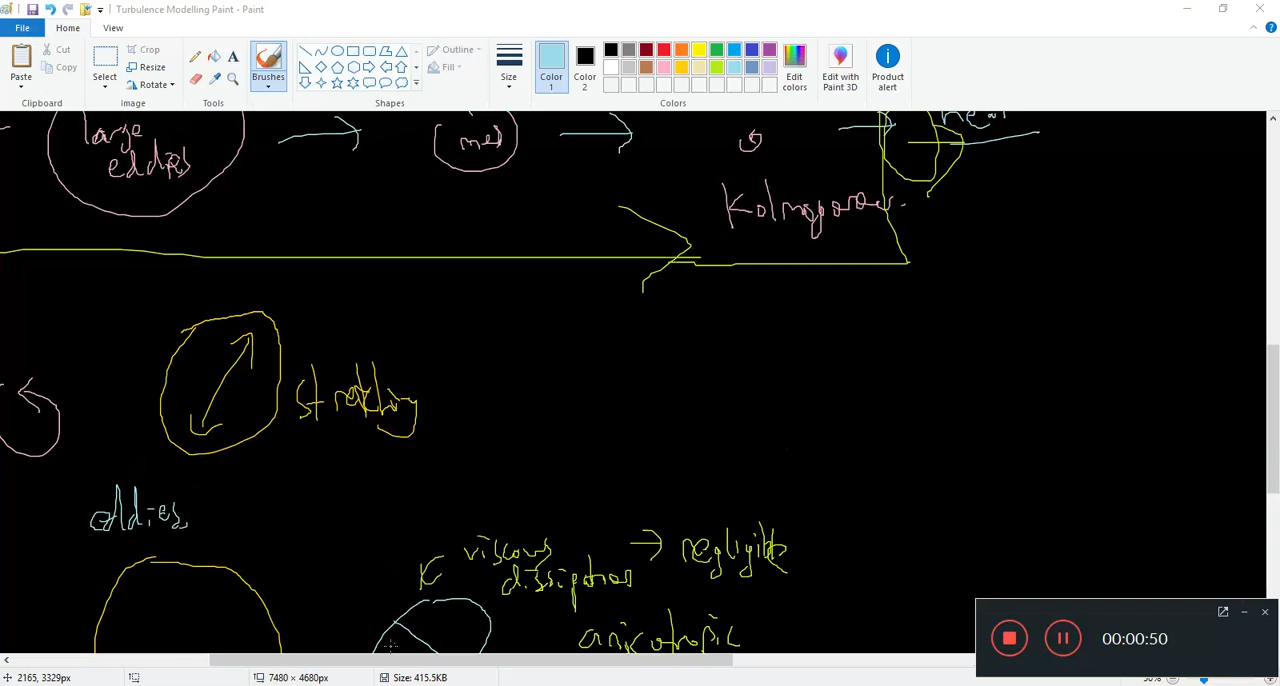 Turbulence Modelling Paint - Paint
File Home View
Paste
Cut
Copy
Clipboard
Select
Crop
Resize
Rotate
Image
Tools
Brushes
Shapes
Outline
Fill
Size
Color 1
Color 2
Edit colors
Colors
Edit with Paint 3D
Product alert
large
eddies
stretching
eddies
viscous
dissipation
negligible
anisotropic
00:00:50
2165, 3329px
7480 × 4680px
Size: 415.5KB